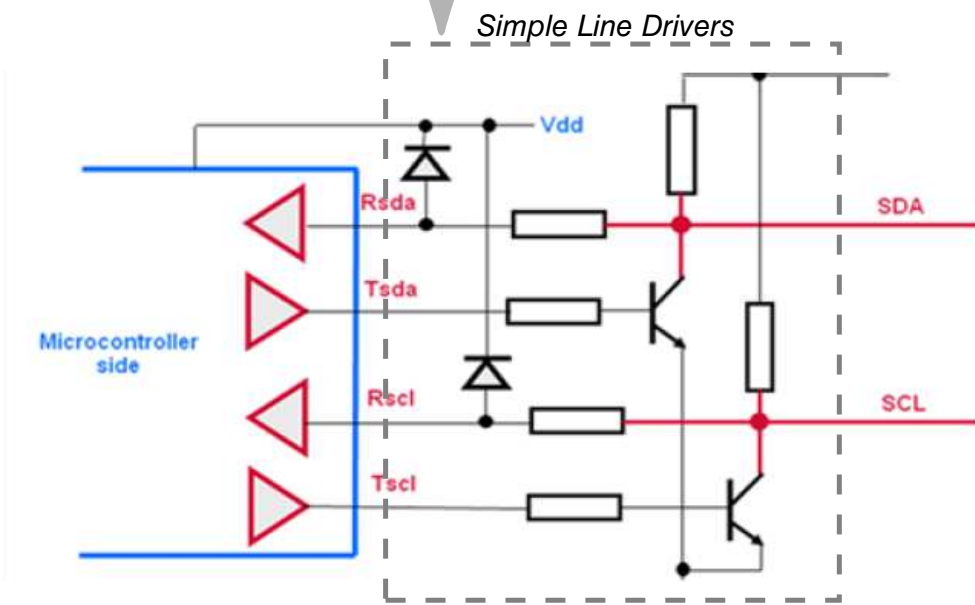 Simple Line Drivers
Vdd
Rsda
SDA
Tsda
Microcontroller
side
Rscl
SCL
Tscl